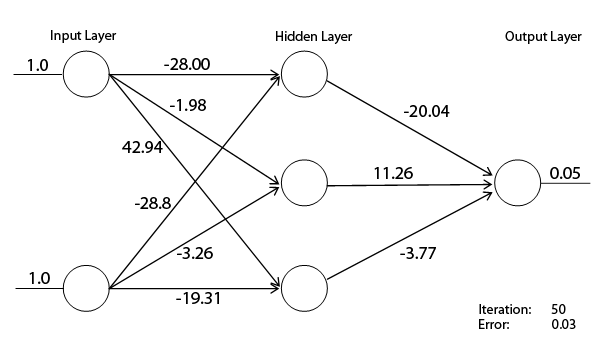 Input Layer
Hidden Layer
Output Layer
1.0
-28.00
-1.98
-20.04
42.94
11.26
0.05
-28.8
-3.26
-3.77
1.0
-19.31
Iteration: 50
Error: 0.03